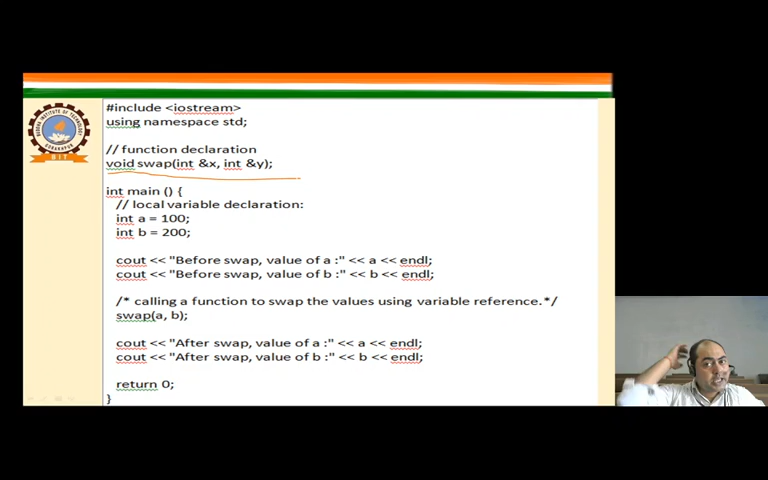 #include <iostream>
using namespace std;
// function declaration
void swap(int &x, int &y);
int main () {
// local variable declaration:
int a = 100;
int b = 200;
cout << "Before swap, value of a :" << a << endl;
cout << "Before swap, value of b :" << b << endl;
/* calling a function to swap the values using variable reference.*/
swap(a, b);
cout << "After swap, value of a :" << a << endl;
cout << "After swap, value of b :" << b << endl;
return 0;
}
BIT